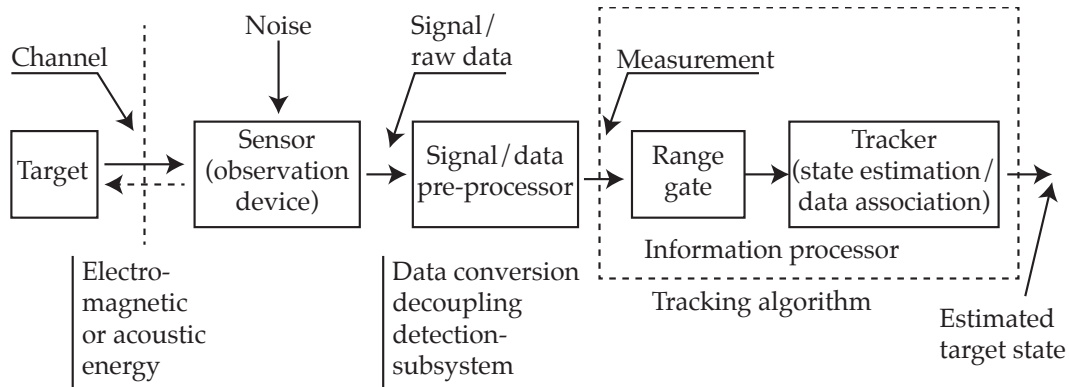 Channel
Noise
Signal/
raw data
Measurement
Target
Sensor
(observation
device)
Signal/data
pre-processor
Range
gate
Tracker
(state estimation/
data association)
Information processor
Tracking algorithm
Electro-
magnetic
or acoustic
energy
Data conversion
decoupling
detection-
subsystem
Estimated
target state